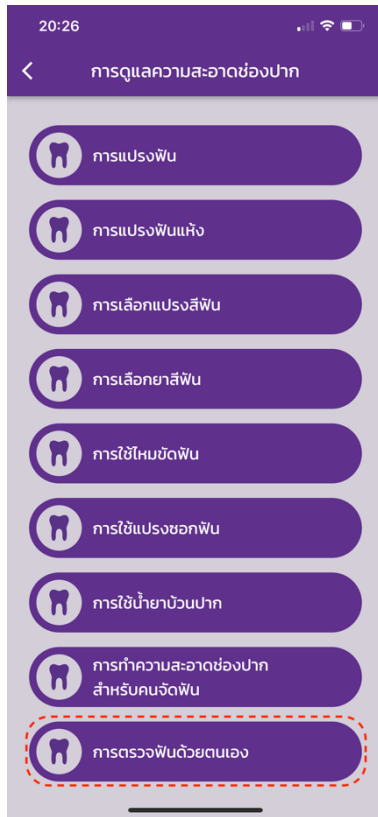 20:26
การดูแลความสะอาดช่องปาก
การแปรงฟัน
การแปรงฟันแห้ง
การเลือกแปรงสีฟัน
การเลือกยาสีฟัน
การใช้ไหมขัดฟัน
การใช้แปรงซอกฟัน
การใช้น้ำยาบ้วนปาก
การทำความสะอาดช่องปาก
สำหรับคนจัดฟัน
การตรวจฟันด้วยตนเอง